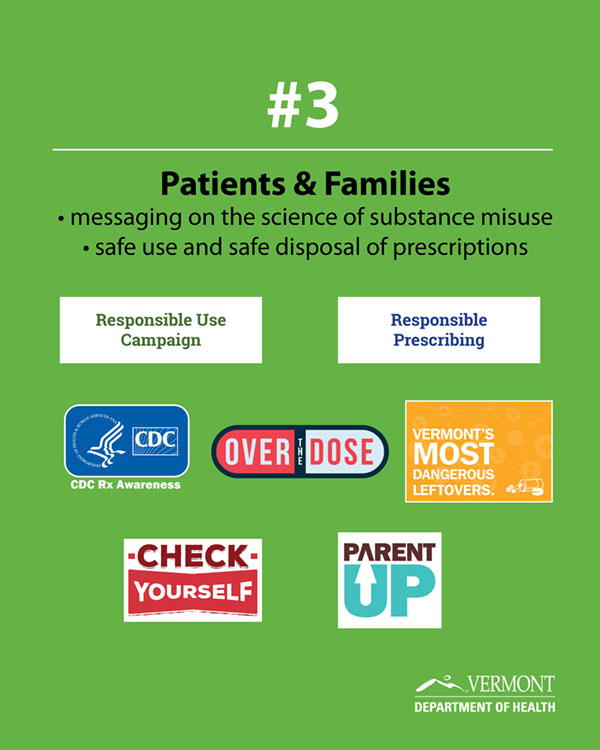 #3
Patients & Families
• messaging on the science of substance misuse
• safe use and safe disposal of prescriptions
Responsible Use
Campaign
Responsible
Prescribing
CDC
CDC Rx Awareness
OVER THE DOSE
VERMONT'S
MOST
DANGEROUS
LEFTOVERS.
CHECK
YOURSELF
PARENT
UP
VERMONT
DEPARTMENT OF HEALTH